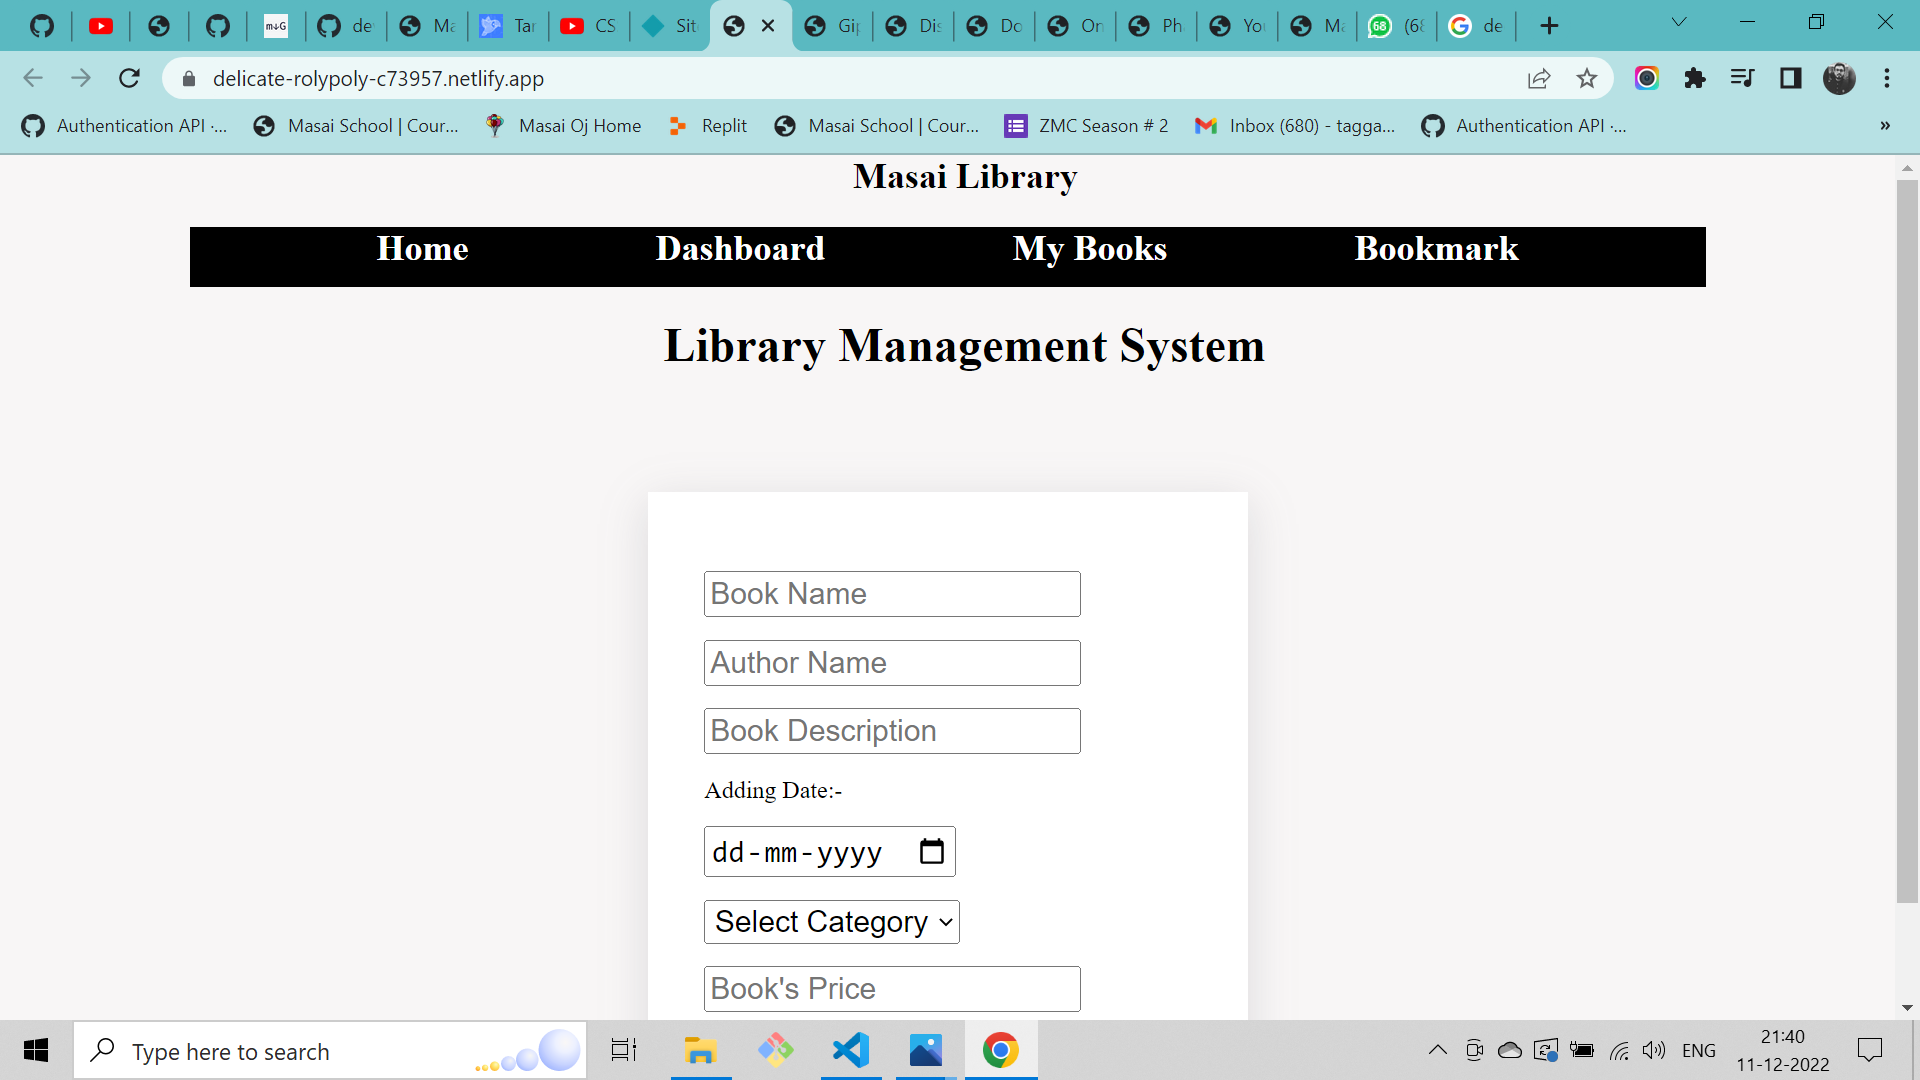 de
Ma
Tar
CS
Sit
Gip
Dis
Do
On
Ph
You
Ma
(68
de
delicate-rolypoly-c73957.netlify.app
Authentication API ·... Masai School | Cour... Masai Oj Home Replit Masai School | Cour... ZMC Season # 2 Inbox (680) - tagga... Authentication API ·... »
Masai Library
Home Dashboard My Books Bookmark
Library Management System
Book Name
Author Name
Book Description
Adding Date:-
dd-mm-yyyy
Select Category
Book's Price
Type here to search
ENG
21:40
11-12-2022